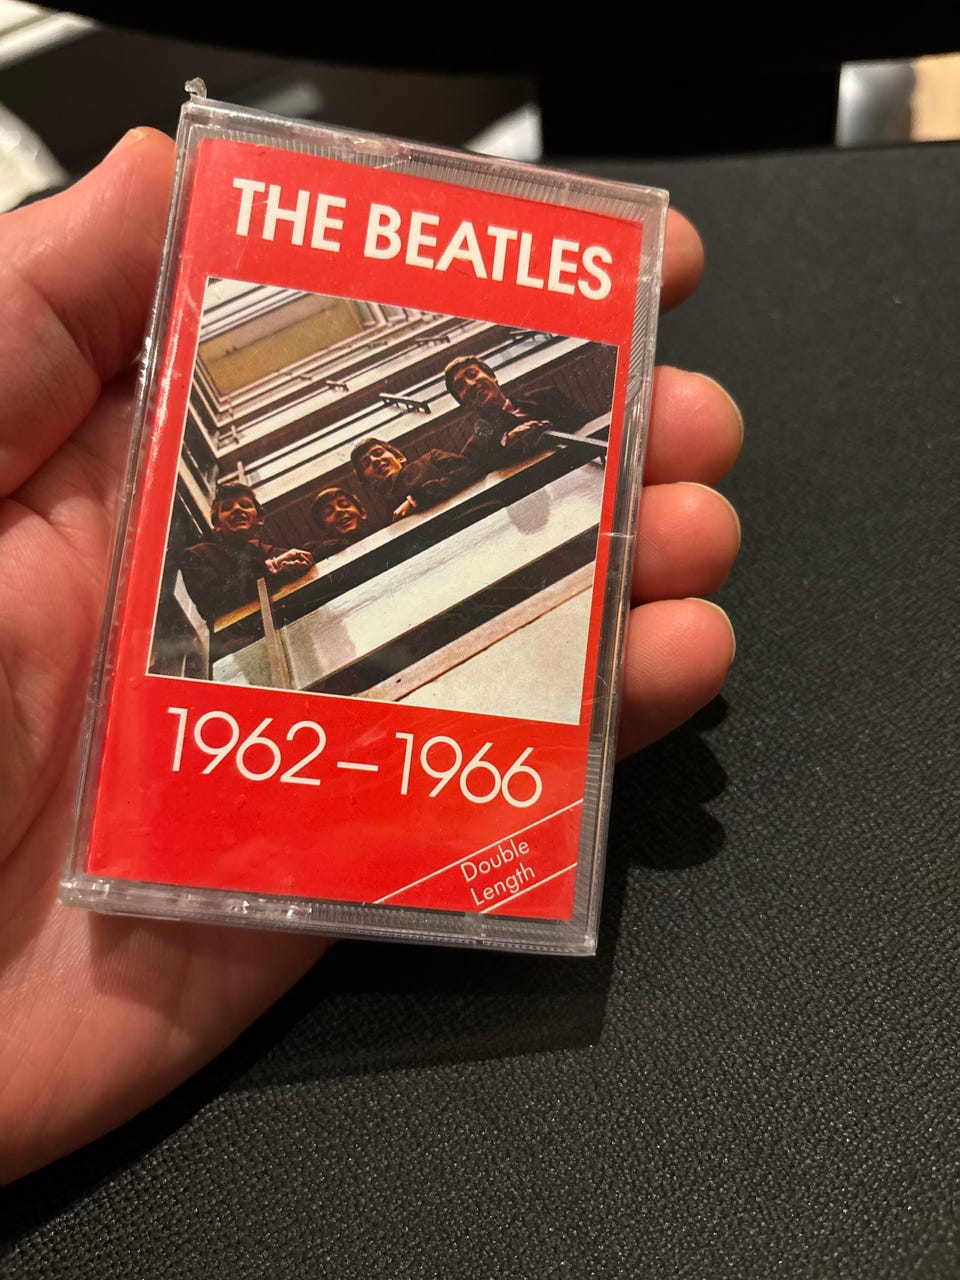 THE BEATLES
1962–1966
Double
Length